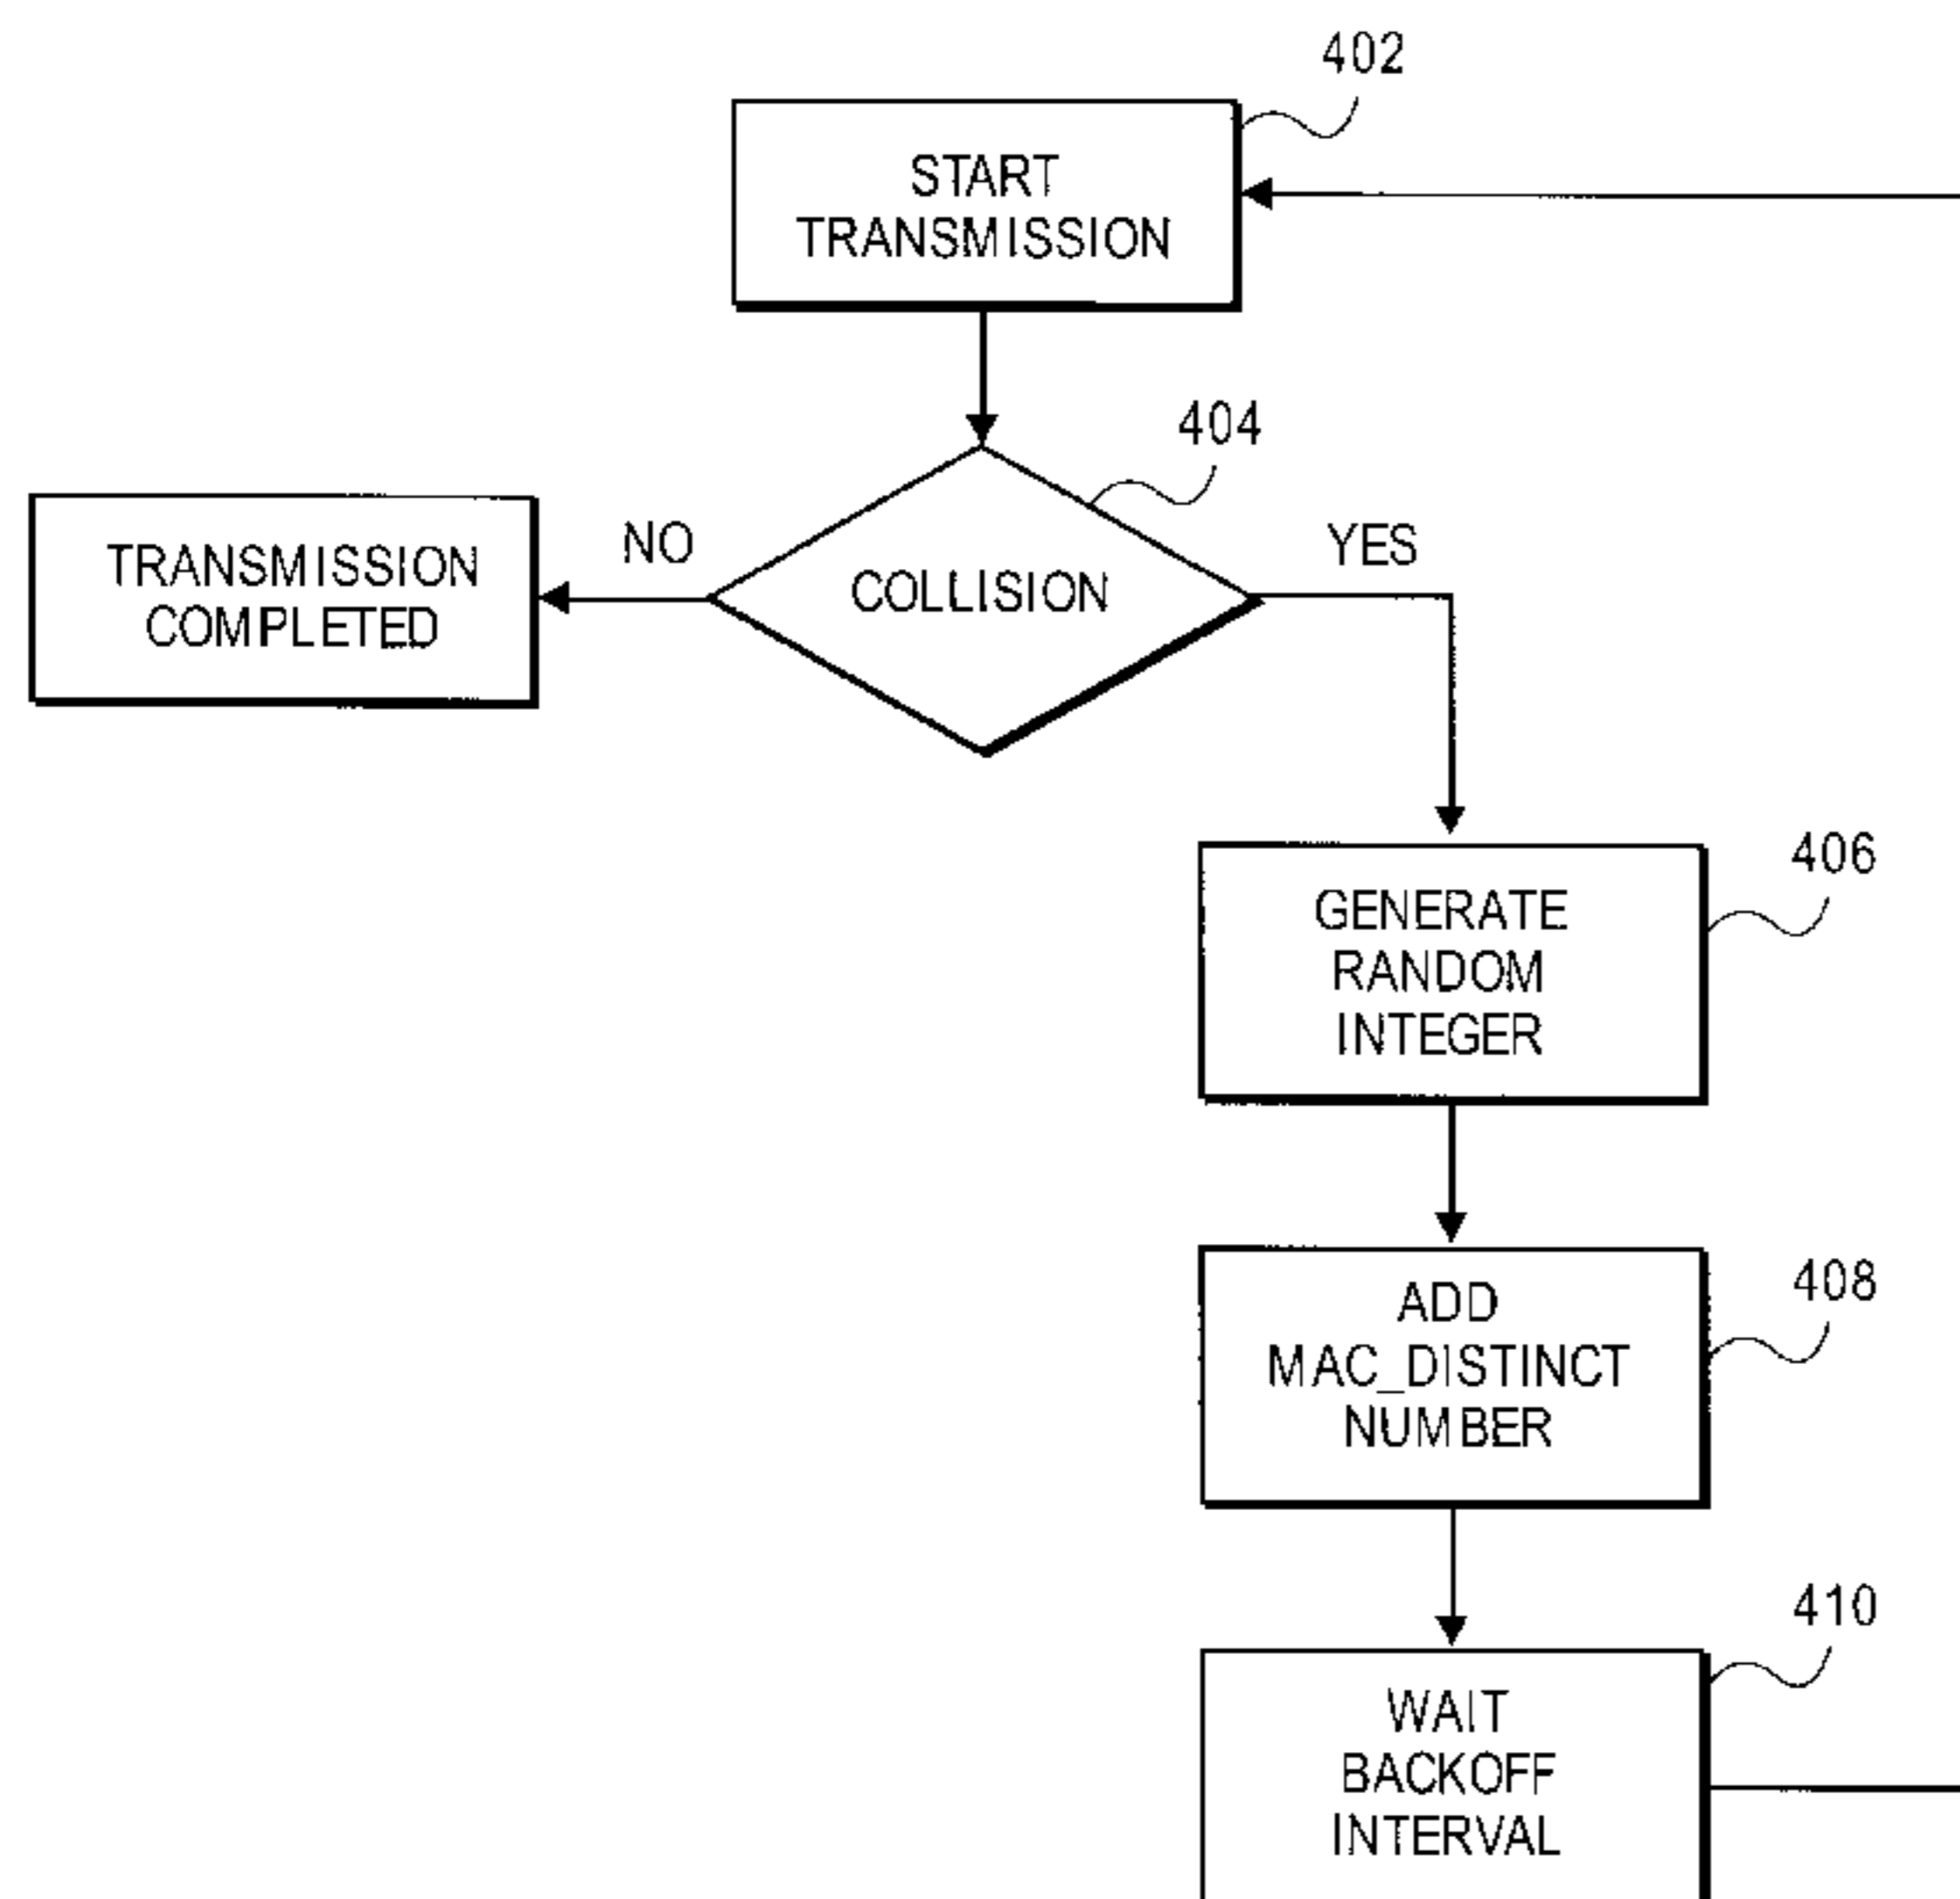 402
START
TRANSMISSION
404
NO
YES
COLLISION
TRANSMISSION
COMPLETED
406
GENERATE
RANDOM
INTEGER
408
ADD
MAC_DISTINCT
NUMBER
410
WAIT
BACKOFF
INTERVAL